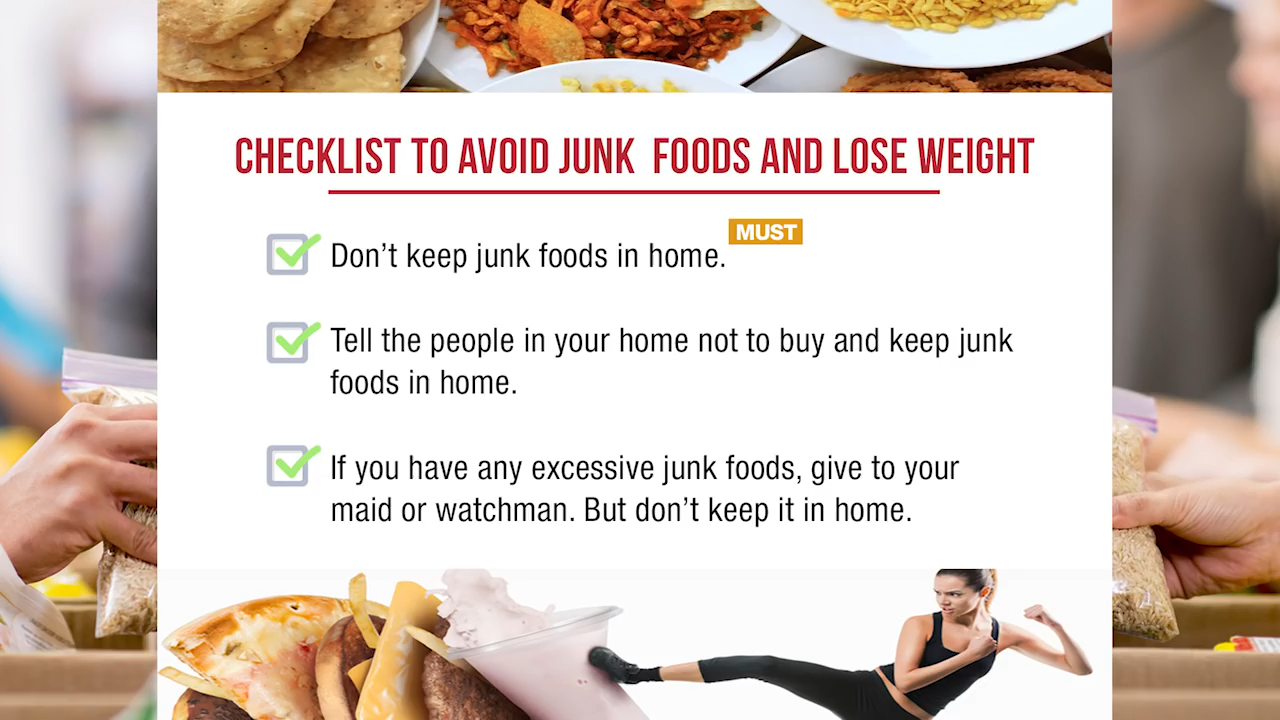 CHECKLIST TO AVOID JUNK FOODS AND LOSE WEIGHT
MUST
Don’t keep junk foods in home.
Tell the people in your home not to buy and keep junk
foods in home.
If you have any excessive junk foods, give to your
maid or watchman. But don’t keep it in home.